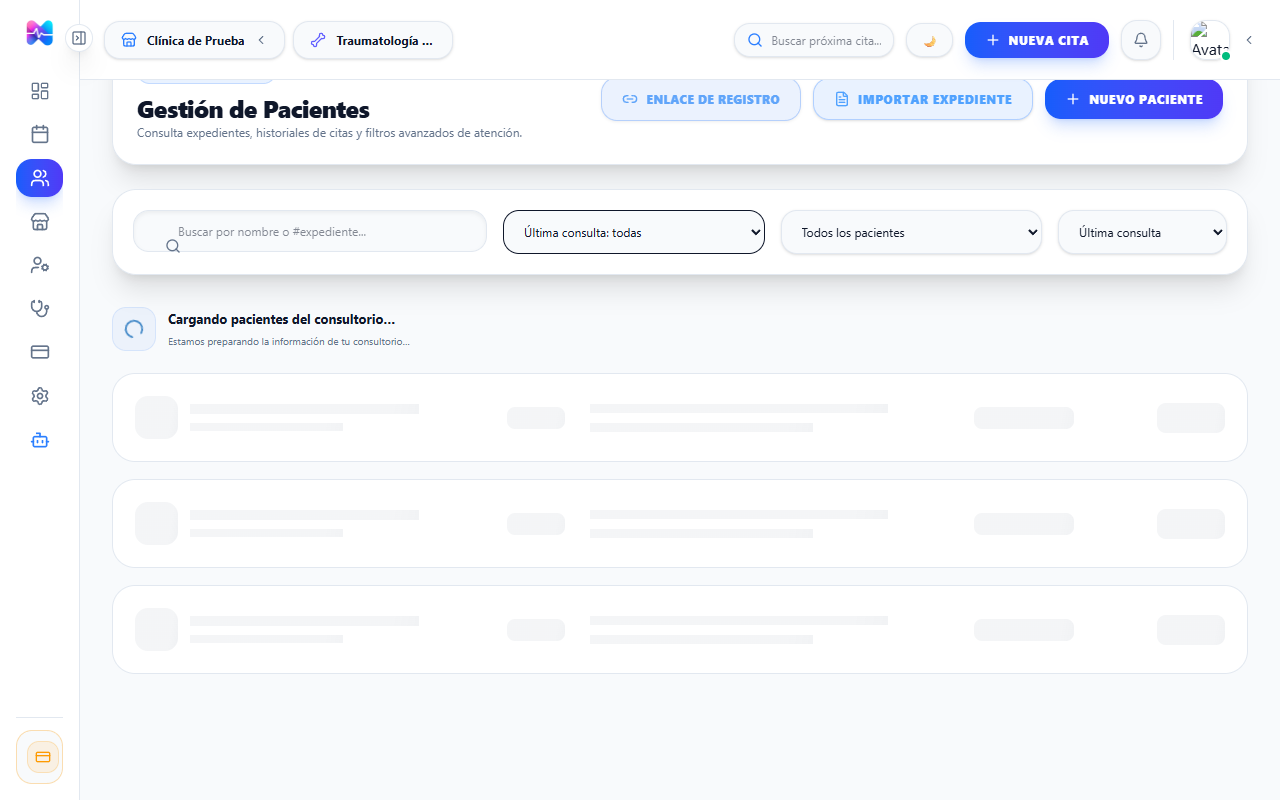 Clínica de Prueba
Traumatología ...
Buscar próxima cita...
NUEVA CITA
Avata
Gestión de Pacientes
Consulta expedientes, historiales de citas y filtros avanzados de atención.
ENLACE DE REGISTRO
IMPORTAR EXPEDIENTE
NUEVO PACIENTE
Buscar por nombre o #expediente...
Última consulta: todas
Todos los pacientes
Última consulta
Cargando pacientes del consultorio...
Estamos preparando la información de tu consultorio...